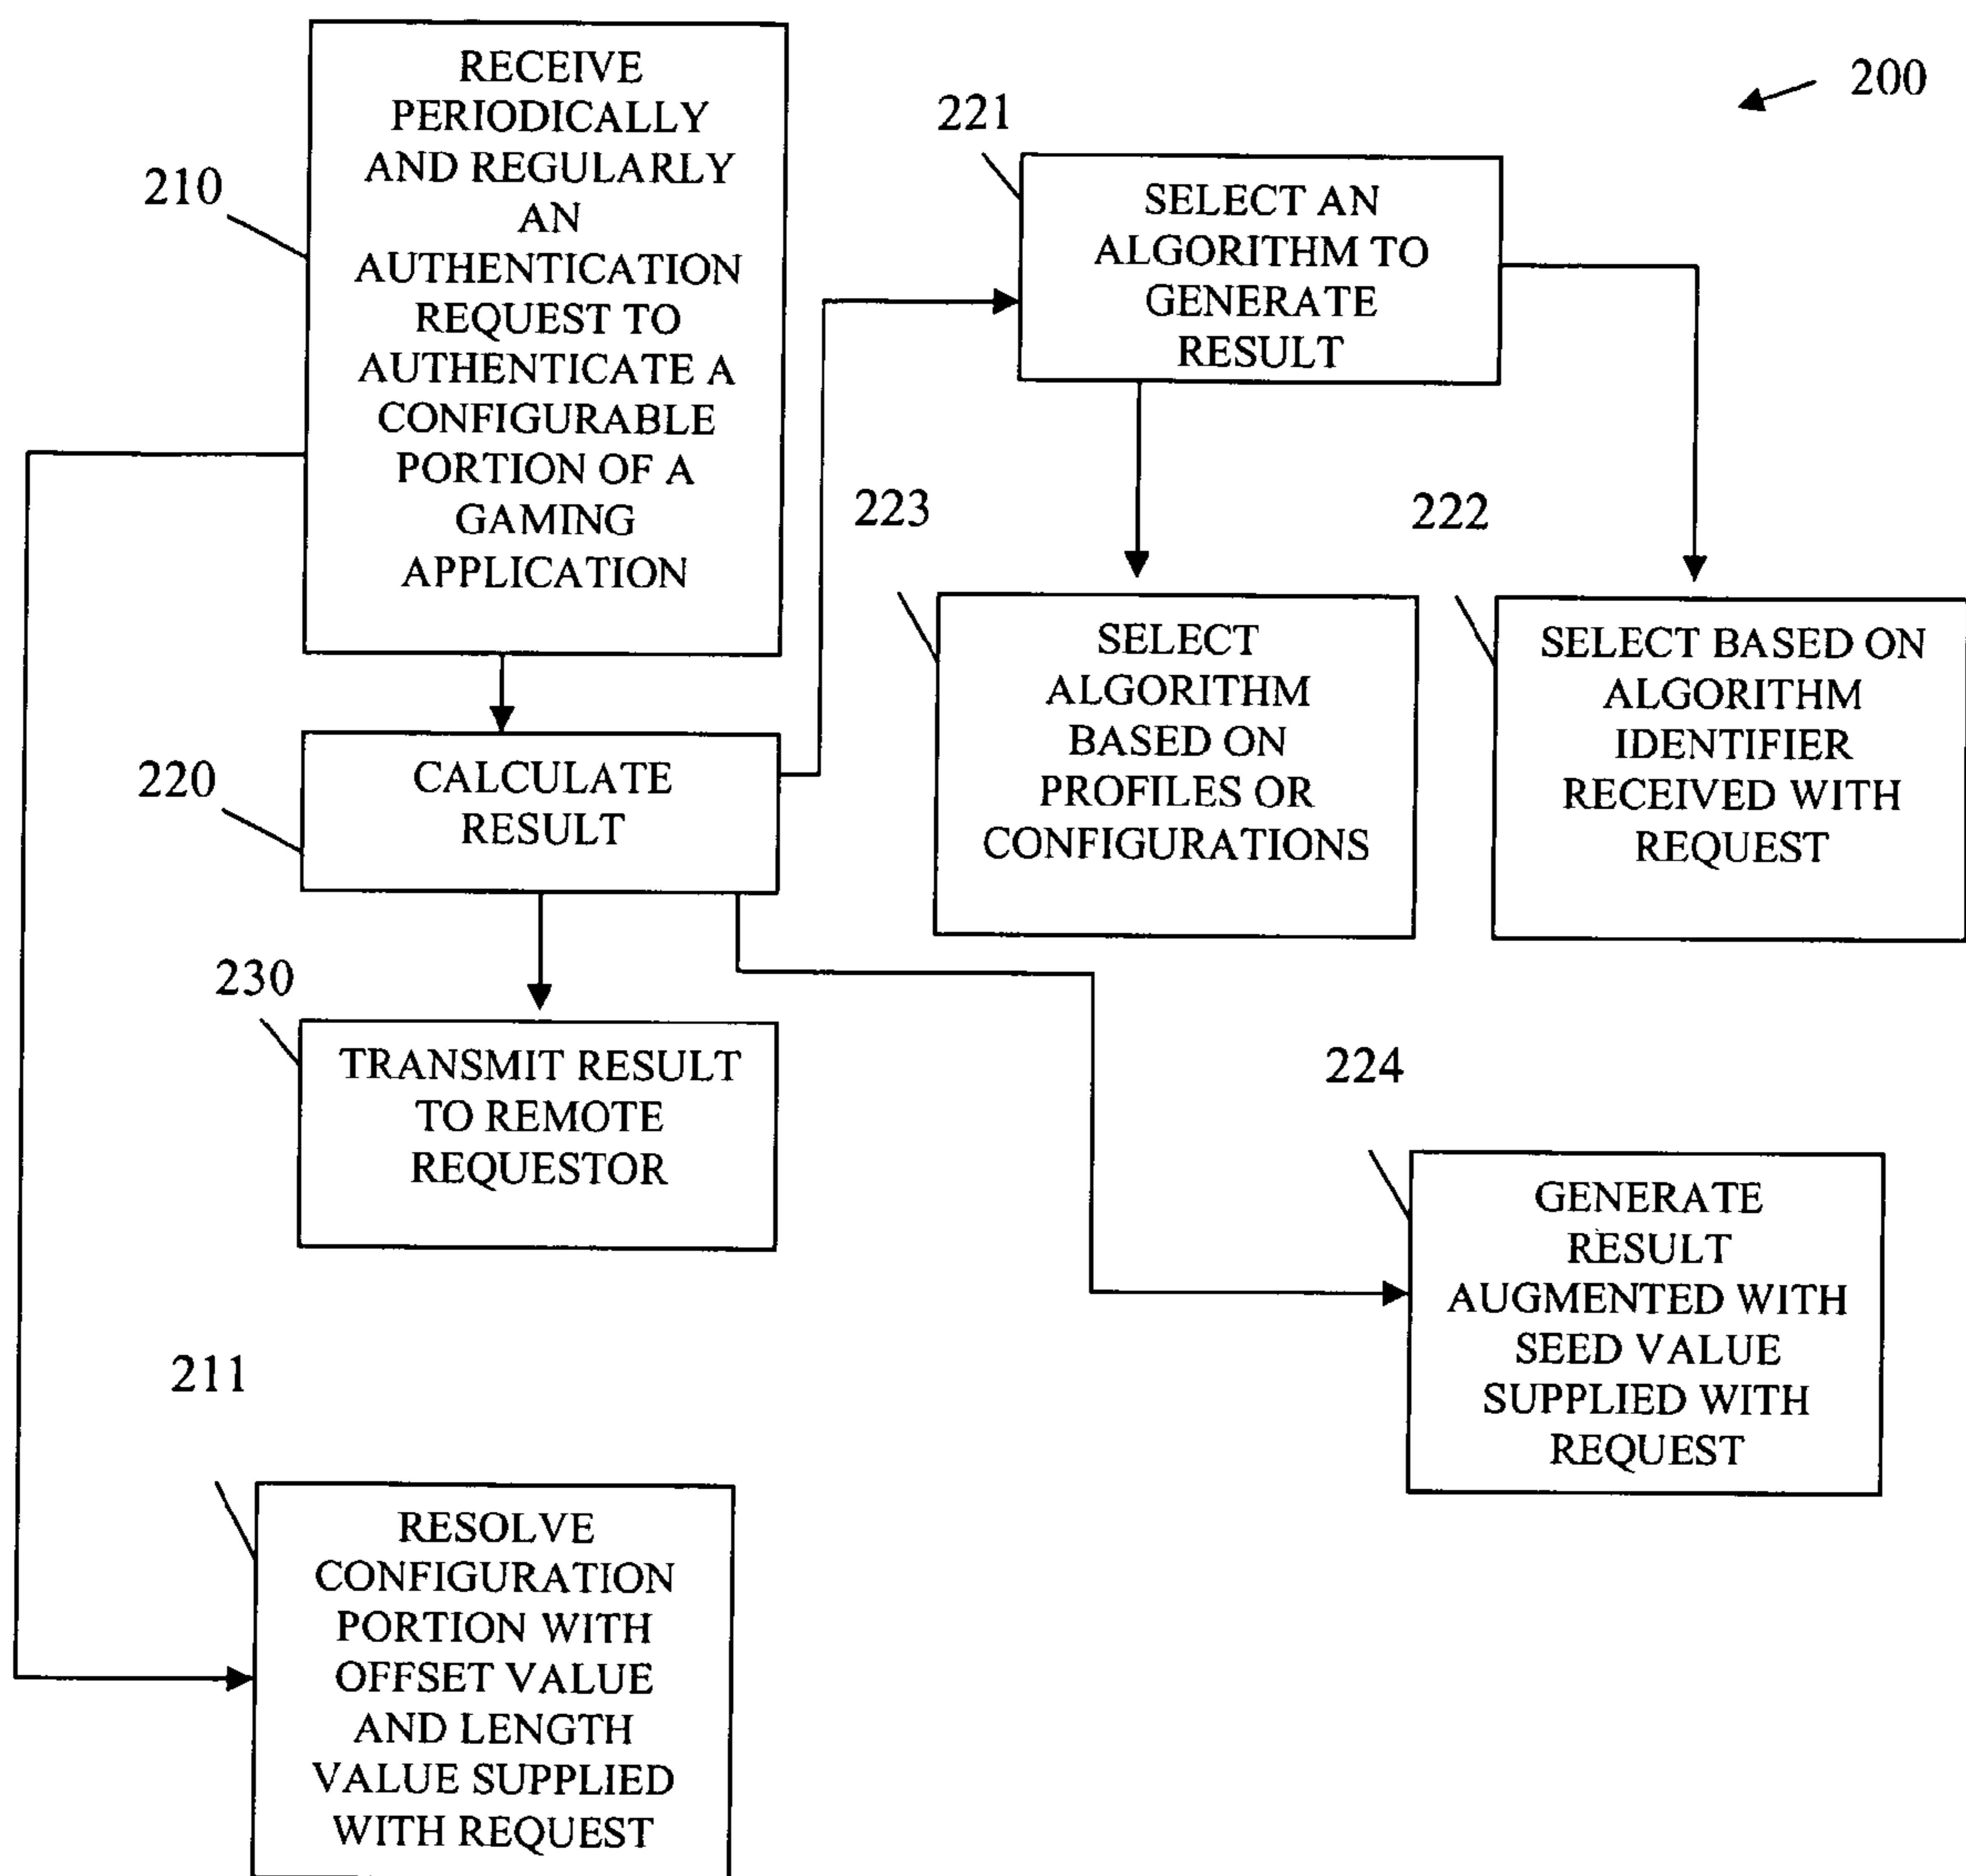 200
210
RECEIVE
PERIODICALLY
AND REGULARLY
AN
AUTHENTICATION
REQUEST TO
AUTHENTICATE A
CONFIGURABLE
PORTION OF A
GAMING
APPLICATION
221
SELECT AN
ALGORITHM TO
GENERATE
RESULT
223
SELECT
ALGORITHM
BASED ON
PROFILES OR
CONFIGURATIONS
222
SELECT BASED ON
ALGORITHM
IDENTIFIER
RECEIVED WITH
REQUEST
220
CALCULATE
RESULT
230
TRANSMIT RESULT
TO REMOTE
REQUESTOR
224
GENERATE
RESULT
AUGMENTED WITH
SEED VALUE
SUPPLIED WITH
REQUEST
211
RESOLVE
CONFIGURATION
PORTION WITH
OFFSET VALUE
AND LENGTH
VALUE SUPPLIED
WITH REQUEST